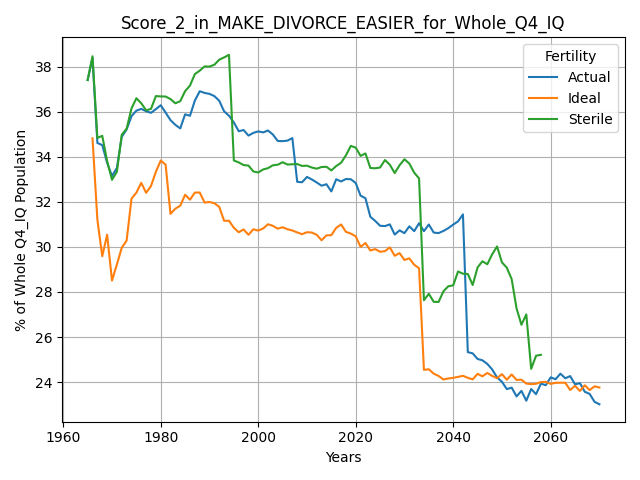 Score_2_in_MAKE_DIVORCE_EASIER_for_Whole_Q4_IQ
Fertility
Actual
Ideal
Sterile
% of Whole Q4_IQ Population
38
36
34
32
30
28
26
24
1960
1980
2000
2020
2040
2060
Years